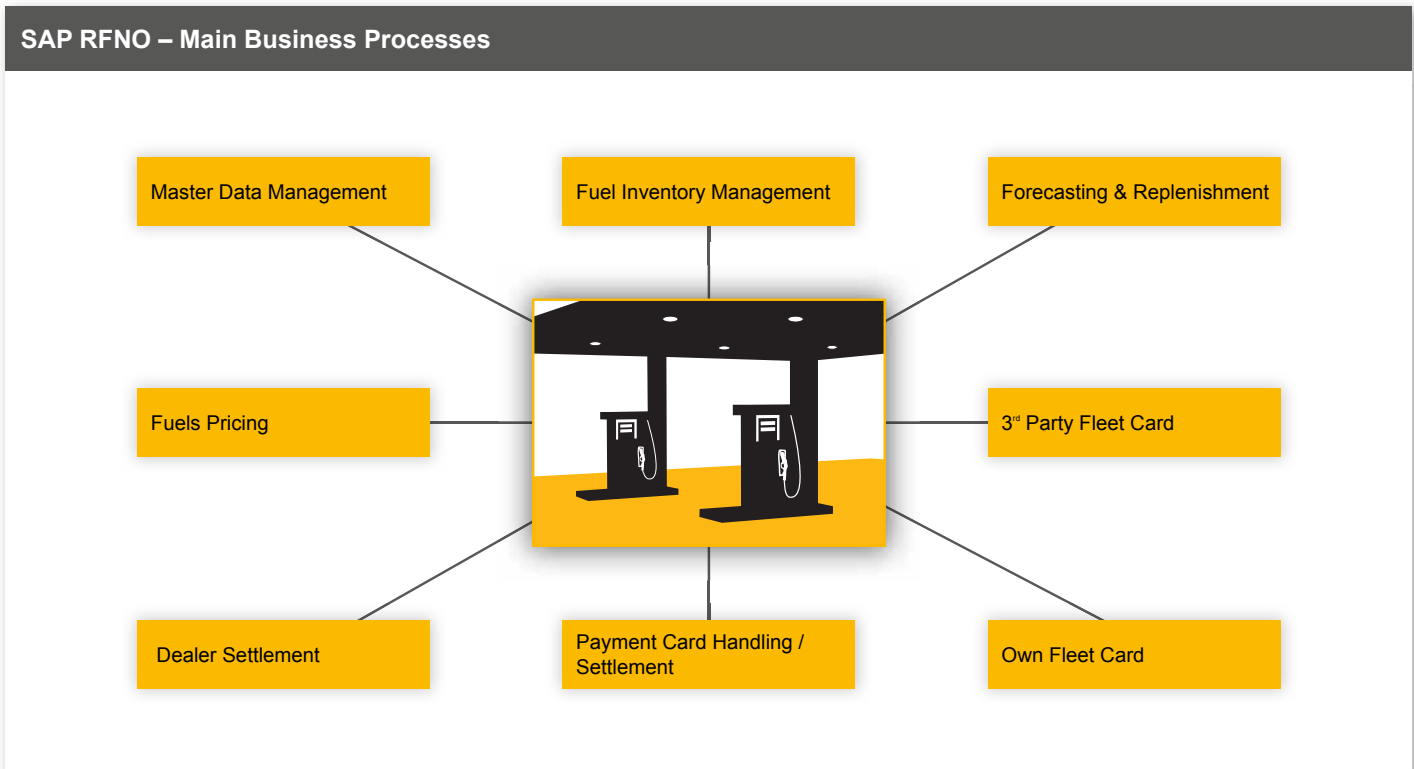 SAP RFNO – Main Business Processes
Master Data Management
Fuel Inventory Management
Forecasting & Replenishment
Fuels Pricing
3rd Party Fleet Card
Dealer Settlement
Payment Card Handling /
Settlement
Own Fleet Card